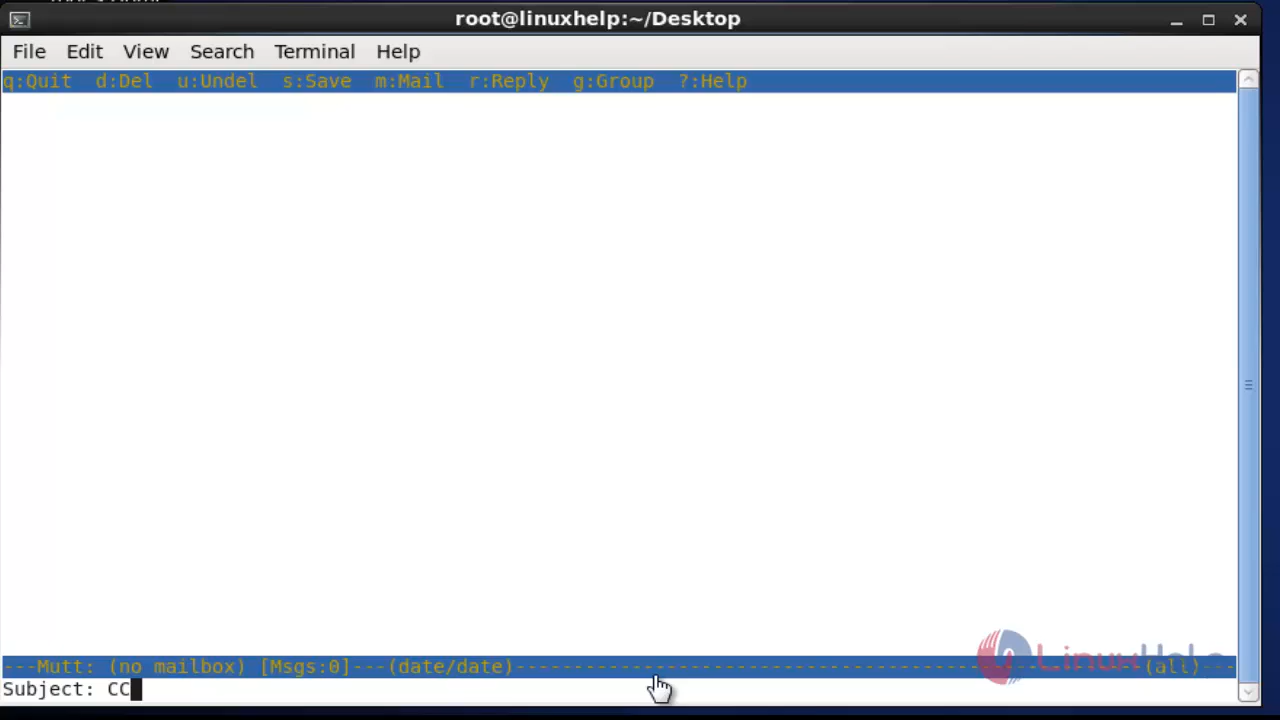 root@linuxhelp:~/Desktop
File Edit View Search Terminal Help
q:Quit d:Del u:Undel s:Save m:Mail r:Reply g:Group ?:Help
---Mutt: (no mailbox) [Msgs:0]---(date/date)---(all)---
LinuxHelp
Subject: CC